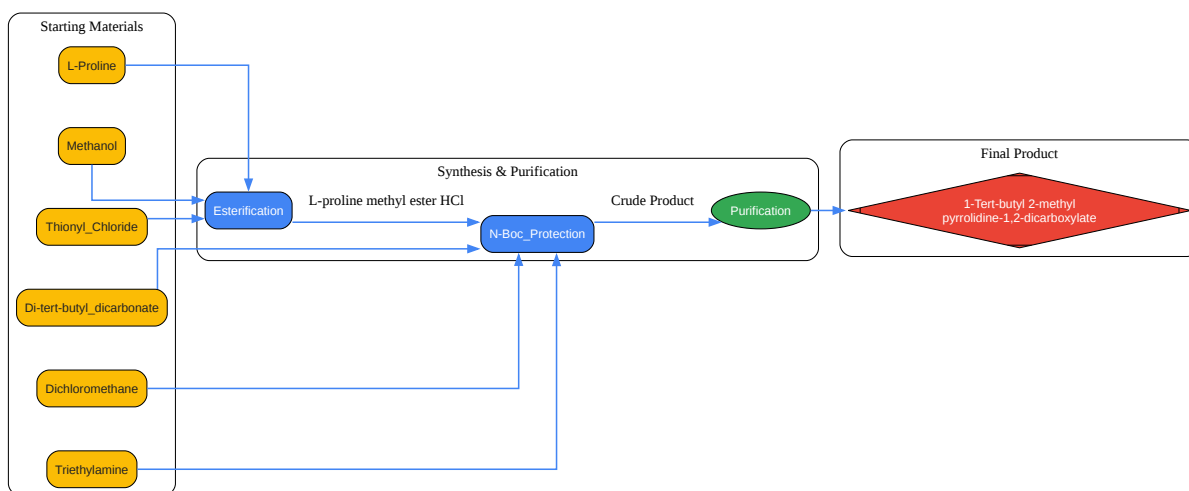 Starting Materials
L-Proline
Methanol
Thionyl_Chloride
Di-tert-butyl_dicarbonate
Dichloromethane
Triethylamine
Synthesis & Purification
Esterification
L-proline methyl ester HCl
N-Boc_Protection
Crude Product
Purification
Final Product
1-Tert-butyl 2-methyl
pyrrolidine-1,2-dicarboxylate